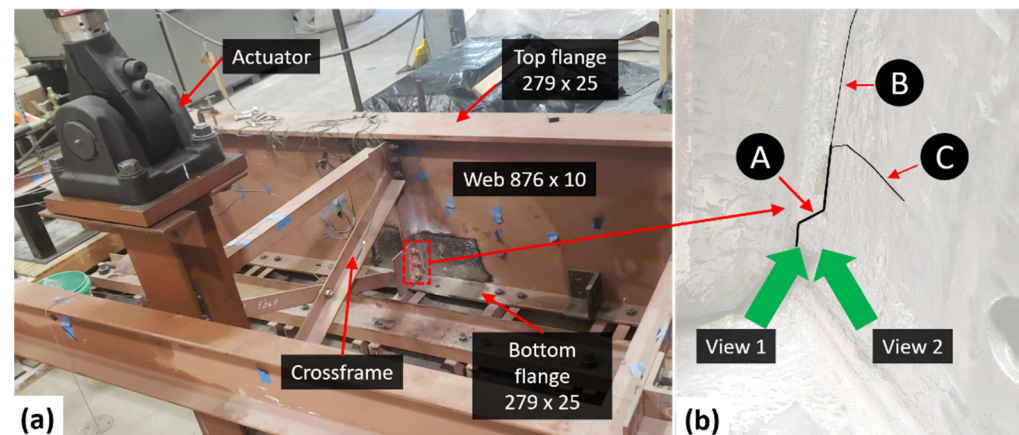 Actuator
Top flange
279 x 25
Web 876 x 10
Crossframe
Bottom
flange
279 x 25
(a)
B
A
C
View 1
View 2
(b)